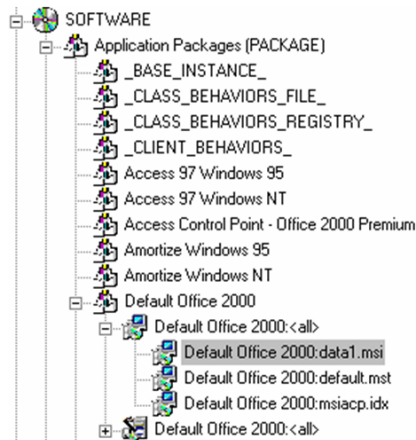 SOFTWARE
Application Packages (PACKAGE)
_BASE_INSTANCE_
_CLASS_BEHAVIORS_FILE_
_CLASS_BEHAVIORS_REGISTRY_
_CLIENT_BEHAVIORS_
Access 97 Windows 95
Access 97 Windows NT
Access Control Point - Office 2000 Premium
Amortize Windows 95
Amortize Windows NT
Default Office 2000
Default Office 2000:<all>
Default Office 2000:data1.msi
Default Office 2000:default.mst
Default Office 2000:msiacp.idx
Default Office 2000:<all>